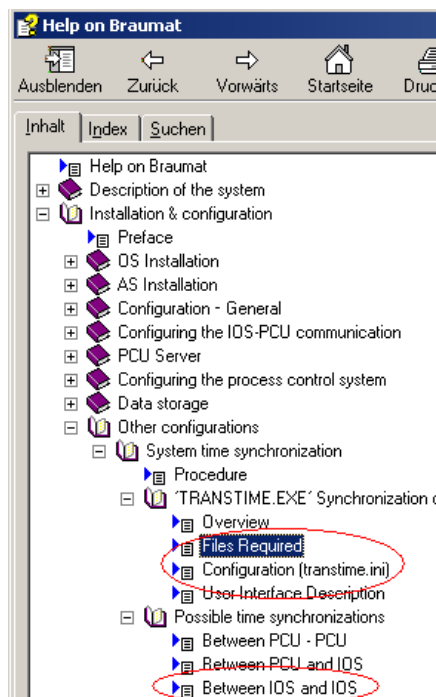 Help on Braumat
Ausblenden Zurück Vorwärts Startseite Druc
Inhalt Index Suchen
Help on Braumat
Description of the system
Installation & configuration
Preface
OS Installation
AS Installation
Configuration - General
Configuring the IOS-PCU communication
PCU Server
Configuring the process control system
Data storage
Other configurations
System time synchronization
Procedure
´TRANSTIME.EXE´ Synchronization
Overview
Files Required
Configuration (transtime.ini)
User Interface Description
Possible time synchronizations
Between PCU - PCU
Between PCU and IOS
Between IOS and IOS